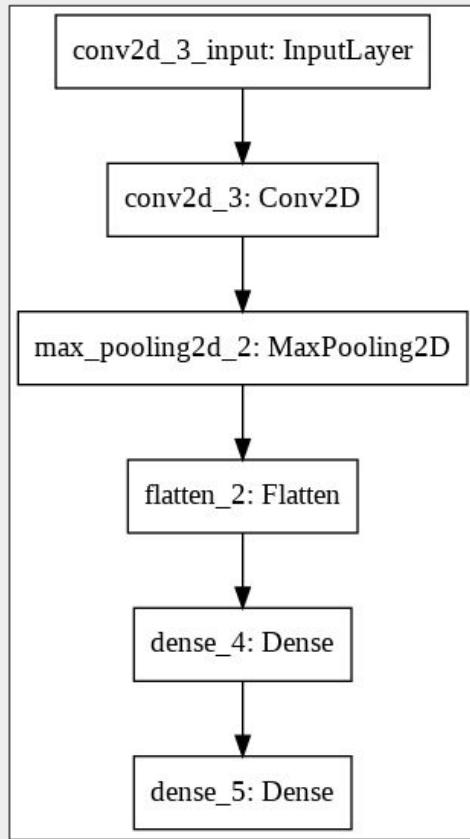 conv2d_3_input: InputLayer
conv2d_3: Conv2D
max_pooling2d_2: MaxPooling2D
flatten_2: Flatten
dense_4: Dense
dense_5: Dense